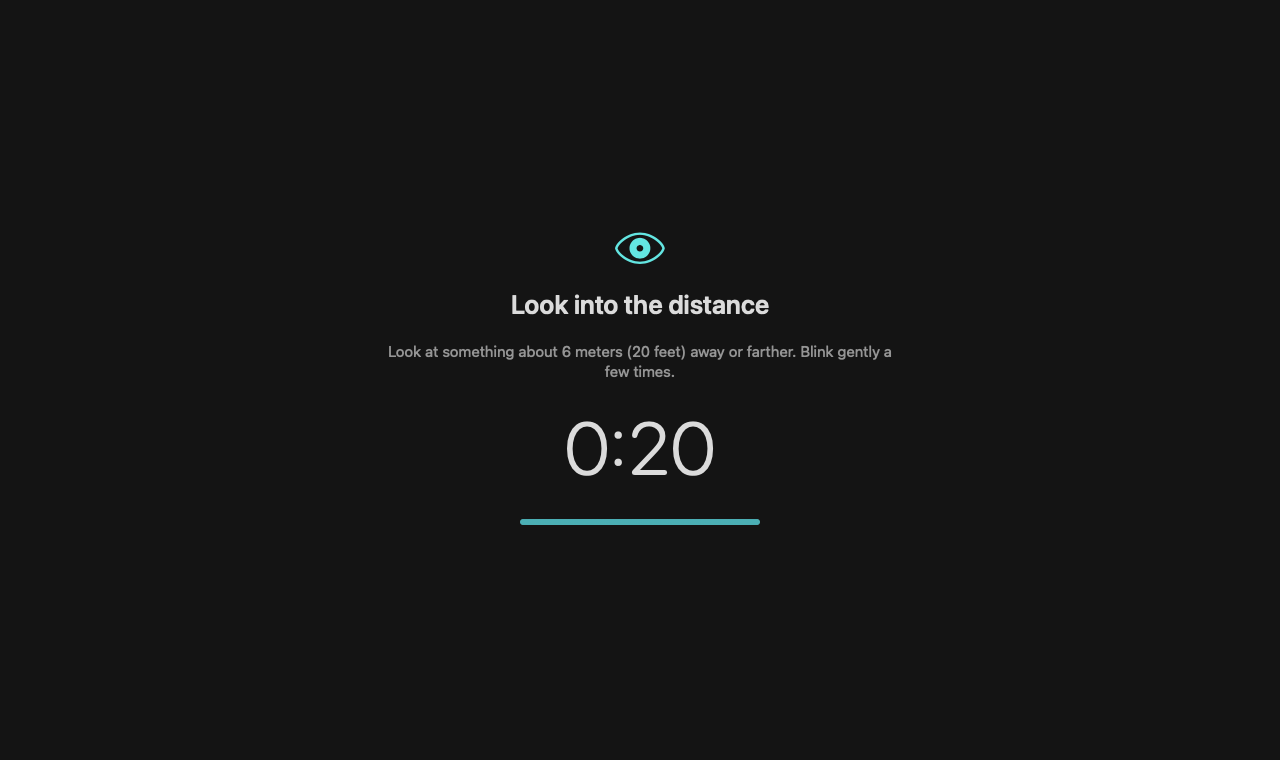 Look into the distance
Look at something about 6 meters (20 feet) away or farther. Blink gently a
few times.
0:20